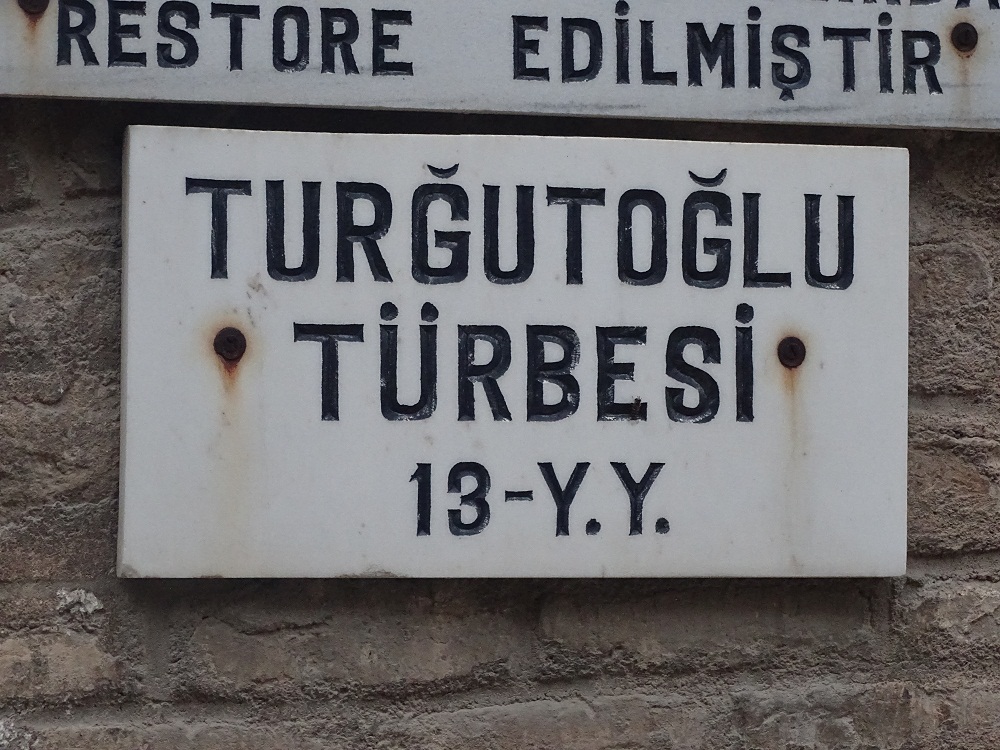 RESTORE EDİLMİŞTİR
TURĞUTOĞLU
TÜRBESİ
13-Y.Y.